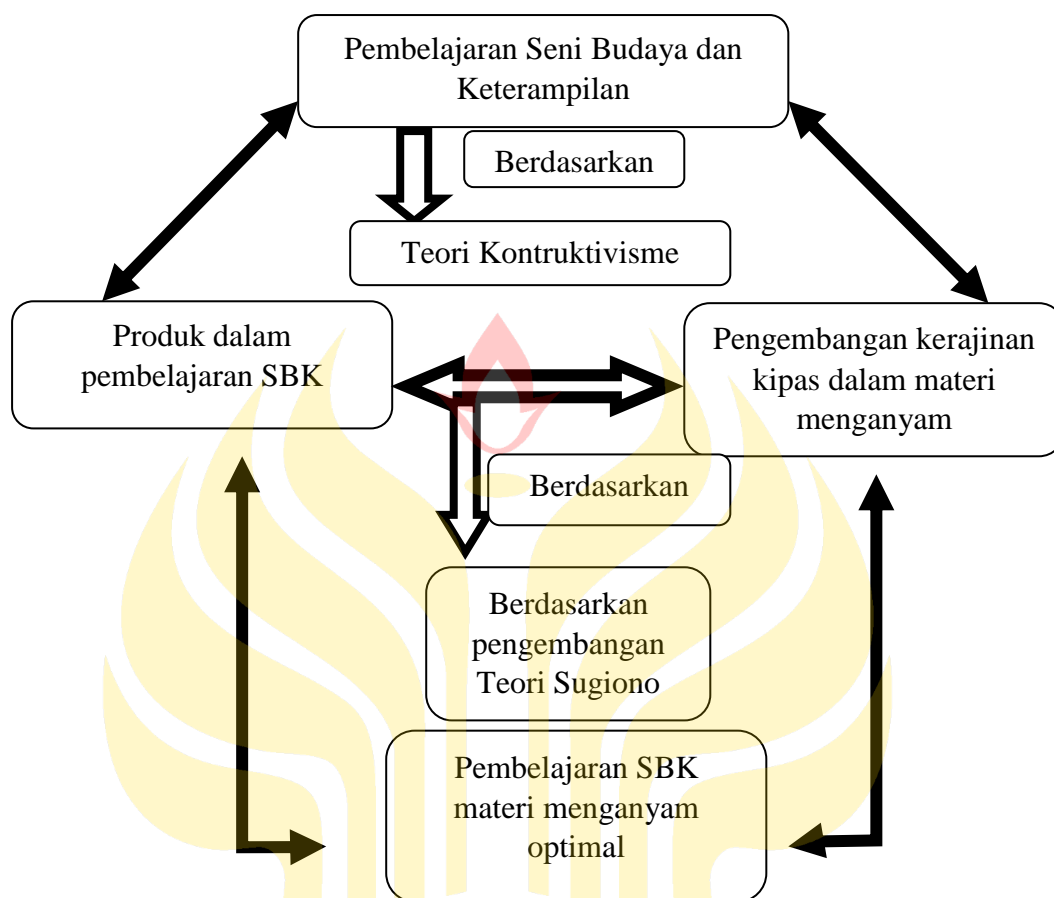 Pembelajaran Seni Budaya dan
Keterampilan
Berdasarkan
Teori Kontruktivisme
Produk dalam
pembelajaran SBK
Pengembangan kerajinan
kipas dalam materi
menganyam
Berdasarkan
Berdasarkan
pengembangan
Teori Sugiono
Pembelajaran SBK
materi menganyam
optimal